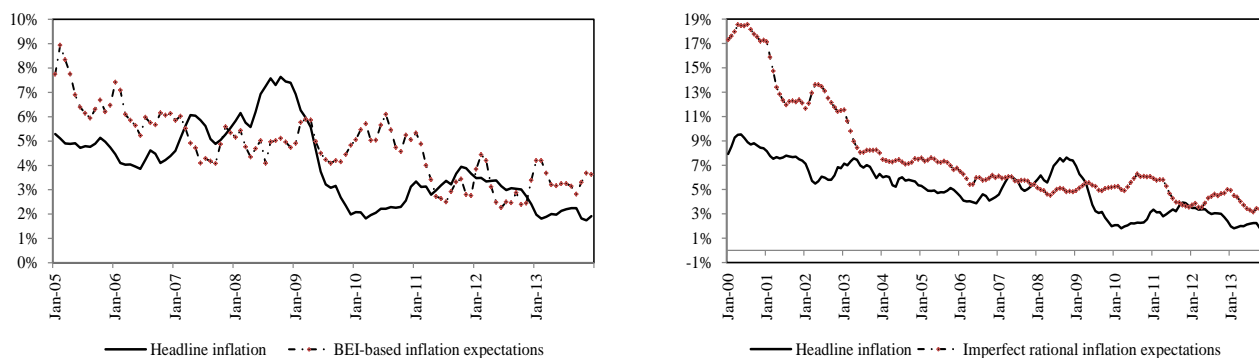 10%
9%
8%
7%
6%
5%
4%
3%
2%
1%
0%
Jan-05
Jan-06
Jan-07
Jan-08
Jan-09
Jan-10
Jan-11
Jan-12
Jan-13
Headline inflation
BEI-based inflation expectations
19%
17%
15%
13%
11%
9%
7%
5%
3%
1%
-1%
Jan-00
Jan-01
Jan-02
Jan-03
Jan-04
Jan-05
Jan-06
Jan-07
Jan-08
Jan-09
Jan-10
Jan-11
Jan-12
Jan-13
Headline inflation
Imperfect rational inflation expectations